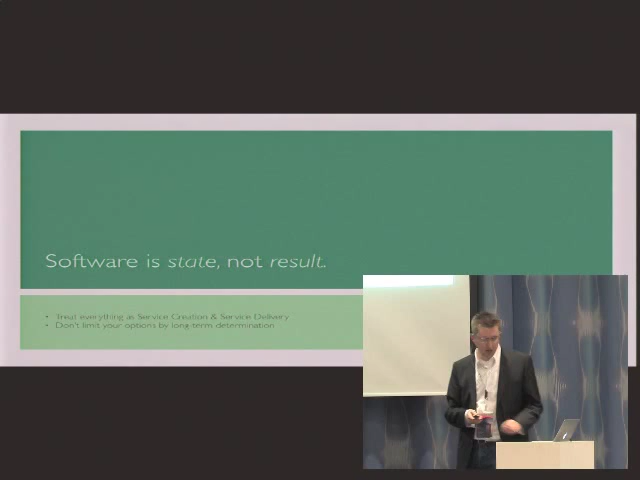 Software is state, not result.
• Treat everything as Service Creation & Service Delivery
• Don't limit your options by long-term determination